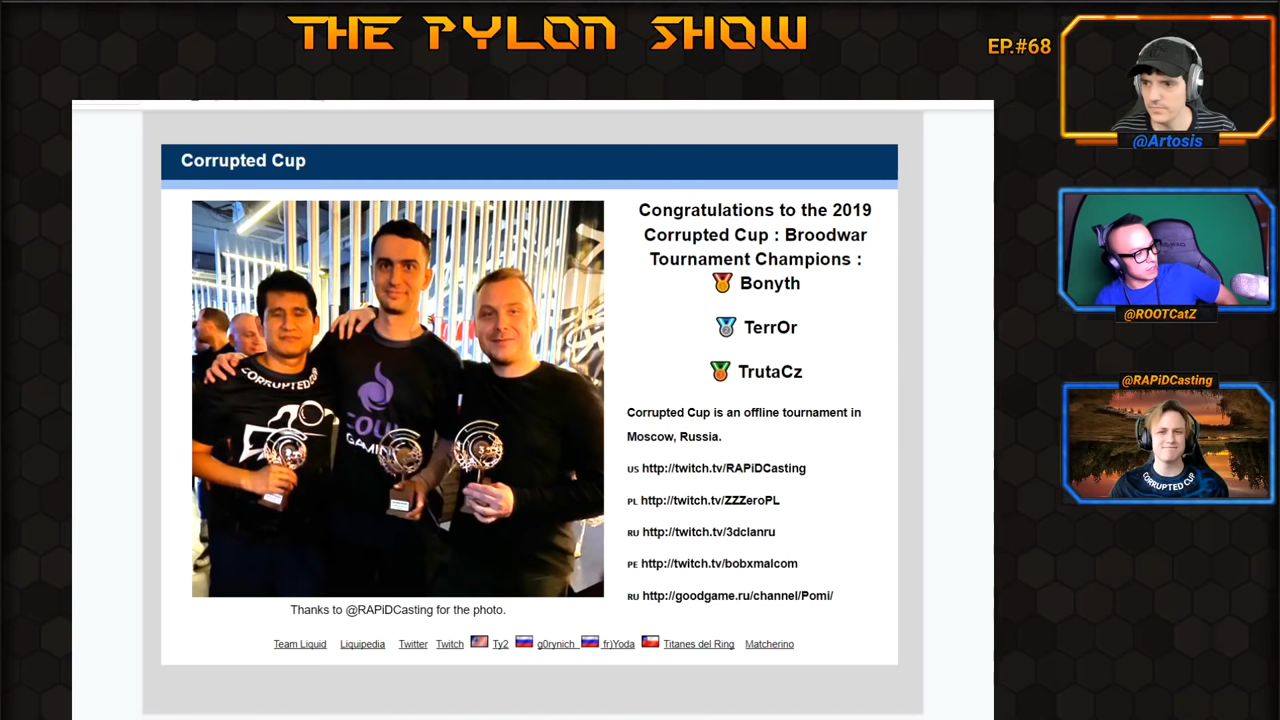 THE PYLON SHOW
EP.#68
@Artosis
@ROOTCatZ
@RAPiDCasting
CORRUPTED CUP
Corrupted Cup
Congratulations to the 2019
Corrupted Cup : Broodwar
Tournament Champions :
Bonyth
TerrOr
TrutaCz
Corrupted Cup is an offline tournament in
Moscow, Russia.
US http://twitch.tv/RAPiDCasting
PL http://twitch.tv/ZZZeroPL
RU http://twitch.tv/3dclanru
PE http://twitch.tv/bobxmalcom
RU http://goodgame.ru/channel/Pomi/
CORRUPTED CUP
GAMING
Thanks to @RAPiDCasting for the photo.
Team Liquid Liquipedia Twitter Twitch Ty2 g0rynich_ fr)Yoda Titanes del Ring Matcherino